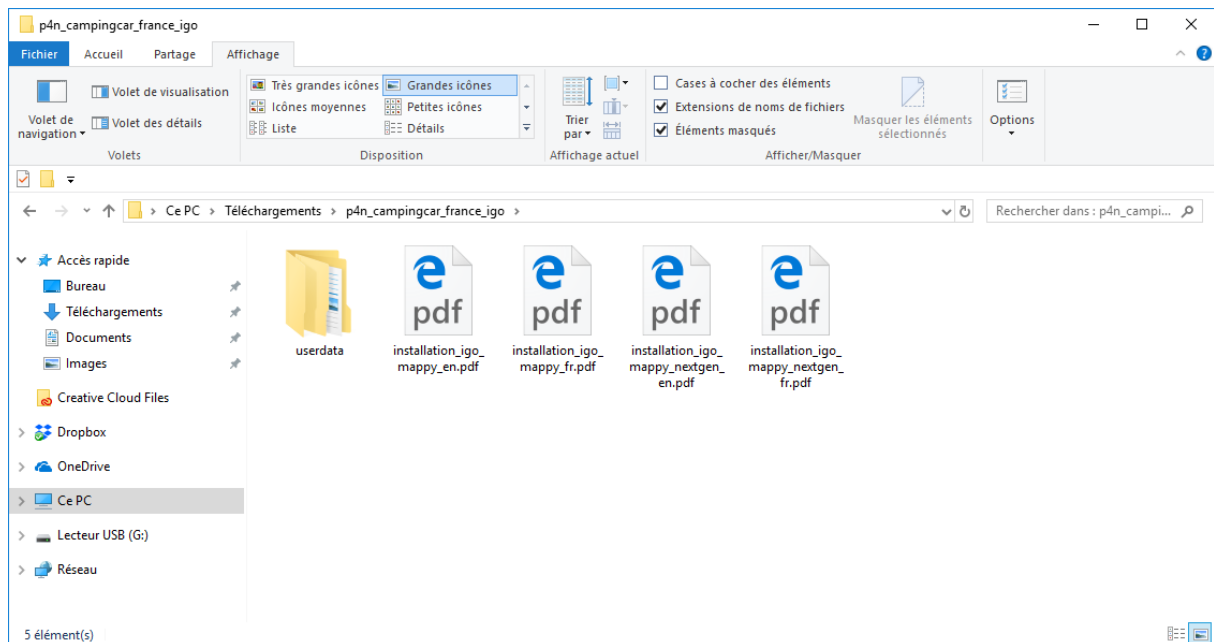 p4n_campingcar_france_igo
Fichier Accueil Partage Affichage
Volet de navigation
Volet de visualisation
Volet des détails
Volets
Très grandes icônes
Grandes icônes
Icônes moyennes
Petites icônes
Liste
Détails
Disposition
Trier
par
Affichage actuel
Cases à cocher des éléments
Extensions de noms de fichiers
Éléments masqués
Masquer les éléments
sélectionnés
Afficher/Masquer
Options
Ce PC > Téléchargements > p4n_campingcar_france_igo >
Rechercher dans : p4n_campi...
Accès rapide
Bureau
Téléchargements
Documents
Images
Creative Cloud Files
Dropbox
OneDrive
Ce PC
Lecteur USB (G:)
Réseau
userdata
pdf
installation_igo_
mappy_en.pdf
pdf
installation_igo_
mappy_fr.pdf
pdf
installation_igo_
mappy_nextgen_
en.pdf
pdf
installation_igo_
mappy_nextgen_
fr.pdf
5 élément(s)